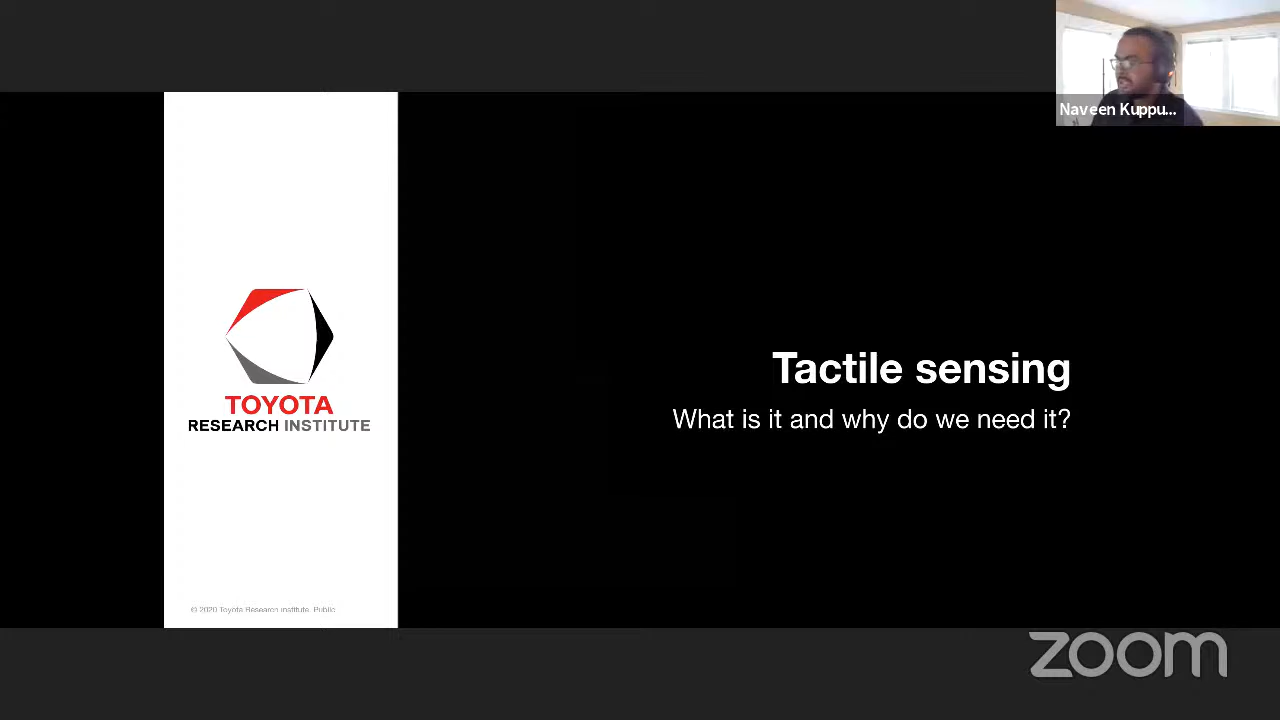 Naveen Kuppu...
Tactile sensing
What is it and why do we need it?
TOYOTA
RESEARCH INSTITUTE
© 2020 Toyota Research Institute. Public
zoom